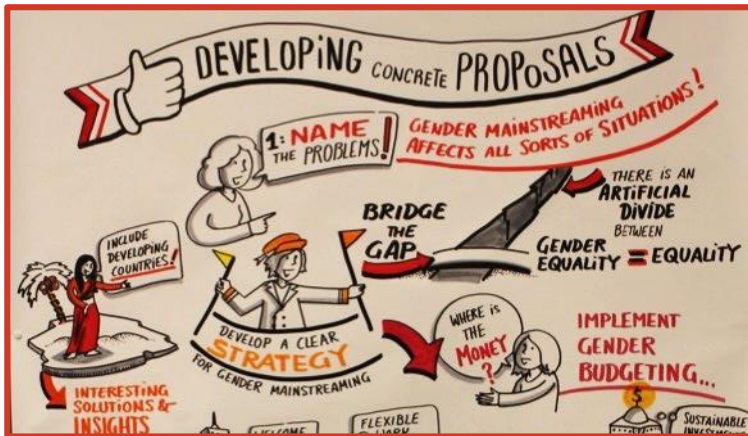 DEVELOPiNG CONCRETE PROPoSALS
1: NAME
THE PROBLEMS!
GENDER MAINSTREAMING
AFFECTS ALL SORTS OF SITUATIONS!
THERE IS AN
ARTIFICIAL
DIVIDE
BETWEEN
GENDER
EQUALITY = EQUALITY
BRIDGE
THE
GAP
INCLUDE
DEVELOPING
COUNTRIES!
DEVELOP A CLEAR
STRATEGY
FOR GENDER MAINSTREAMING
WHERE is
THE
MONEY
?
IMPLEMENT
GENDER
BUDGETING...
INTERESTING
SOLUTIONS &
INSIGHTS
FLEXIBLE
$
SUSTAINABLE